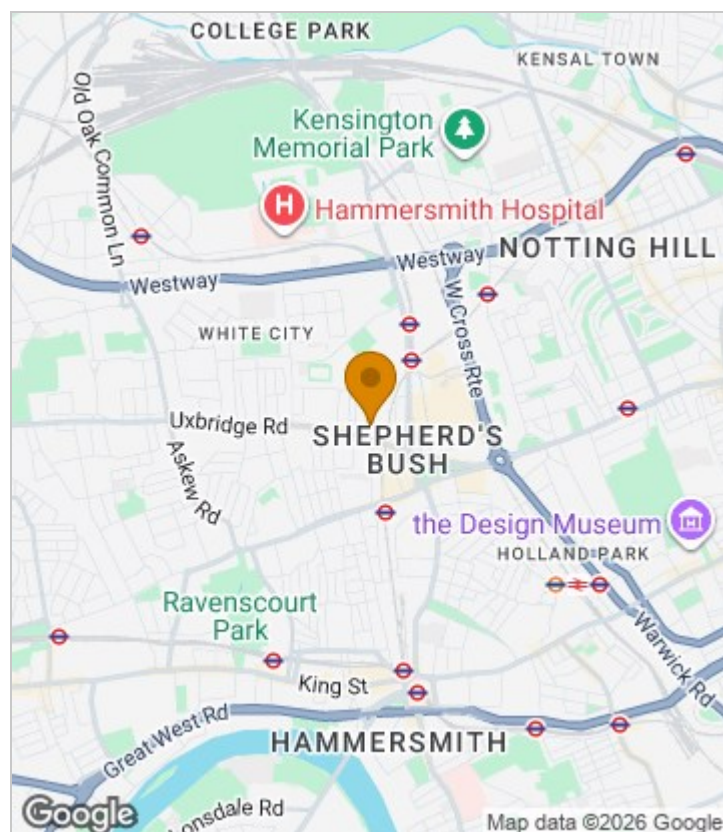 COLLEGE PARK
KENSAL TOWN
Old Oak Common Ln
Kensington
Memorial Park
H
Hammersmith Hospital
NOTTING HILL
Westway
Westway
W Cross Rte
WHITE CITY
Uxbridge Rd
SHEPHERD'S
BUSH
Askew Rd
the Design Museum
HOLLAND PARK
Ravenscourt
Park
Warwick Rd
King St
Great West Rd
HAMMERSMITH
Lonsdale Rd
Google
Map data ©2026 Google